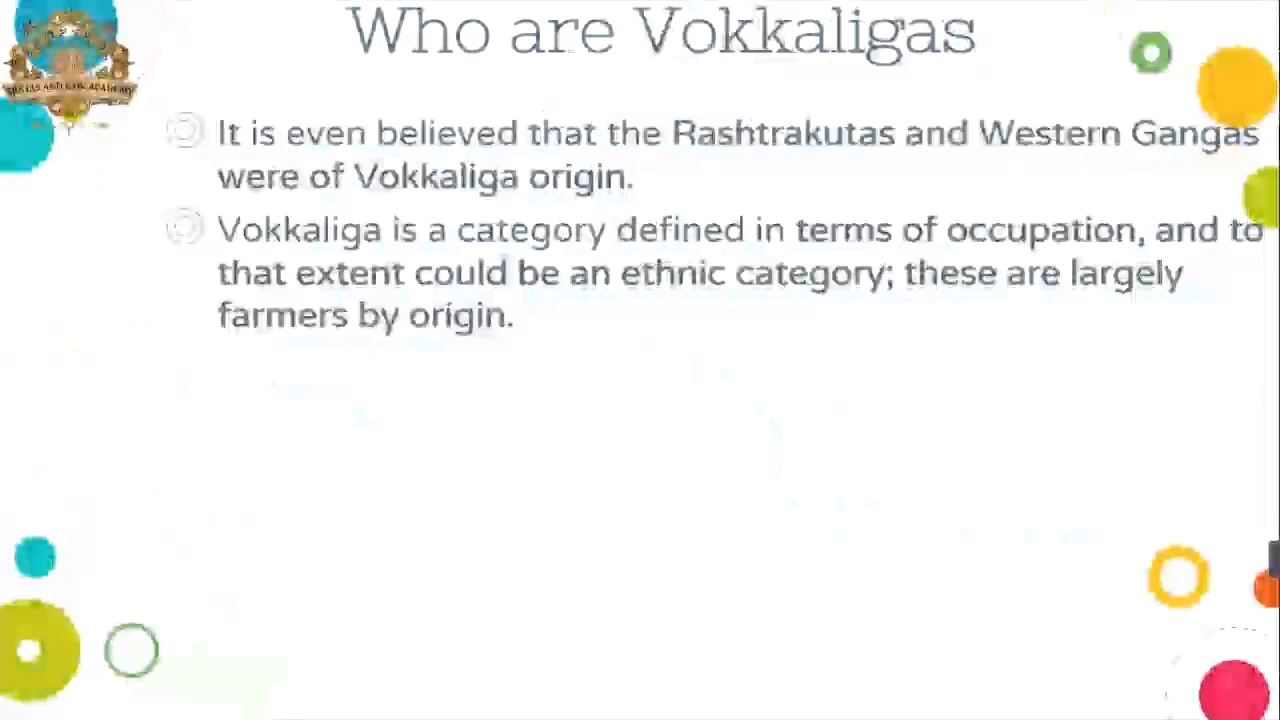 Who are Vokkaligas
It is even believed that the Rashtrakutas and Western Gangas
were of Vokkaliga origin.
Vokkaliga is a category defined in terms of occupation, and to
that extent could be an ethnic category; these are largely
farmers by origin.